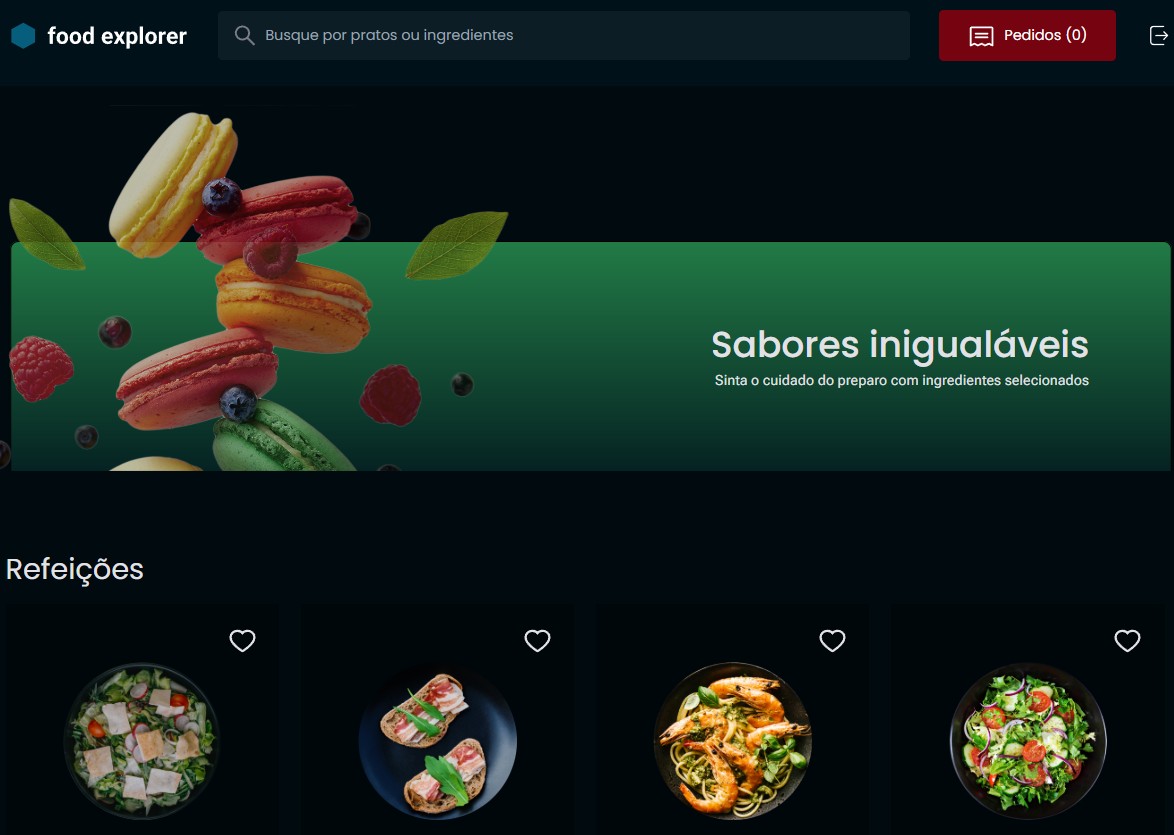 food explorer
Busque por pratos ou ingredientes
Pedidos (0)
Sabores inigualáveis
Sinta o cuidado do preparo com ingredientes selecionados
Refeições